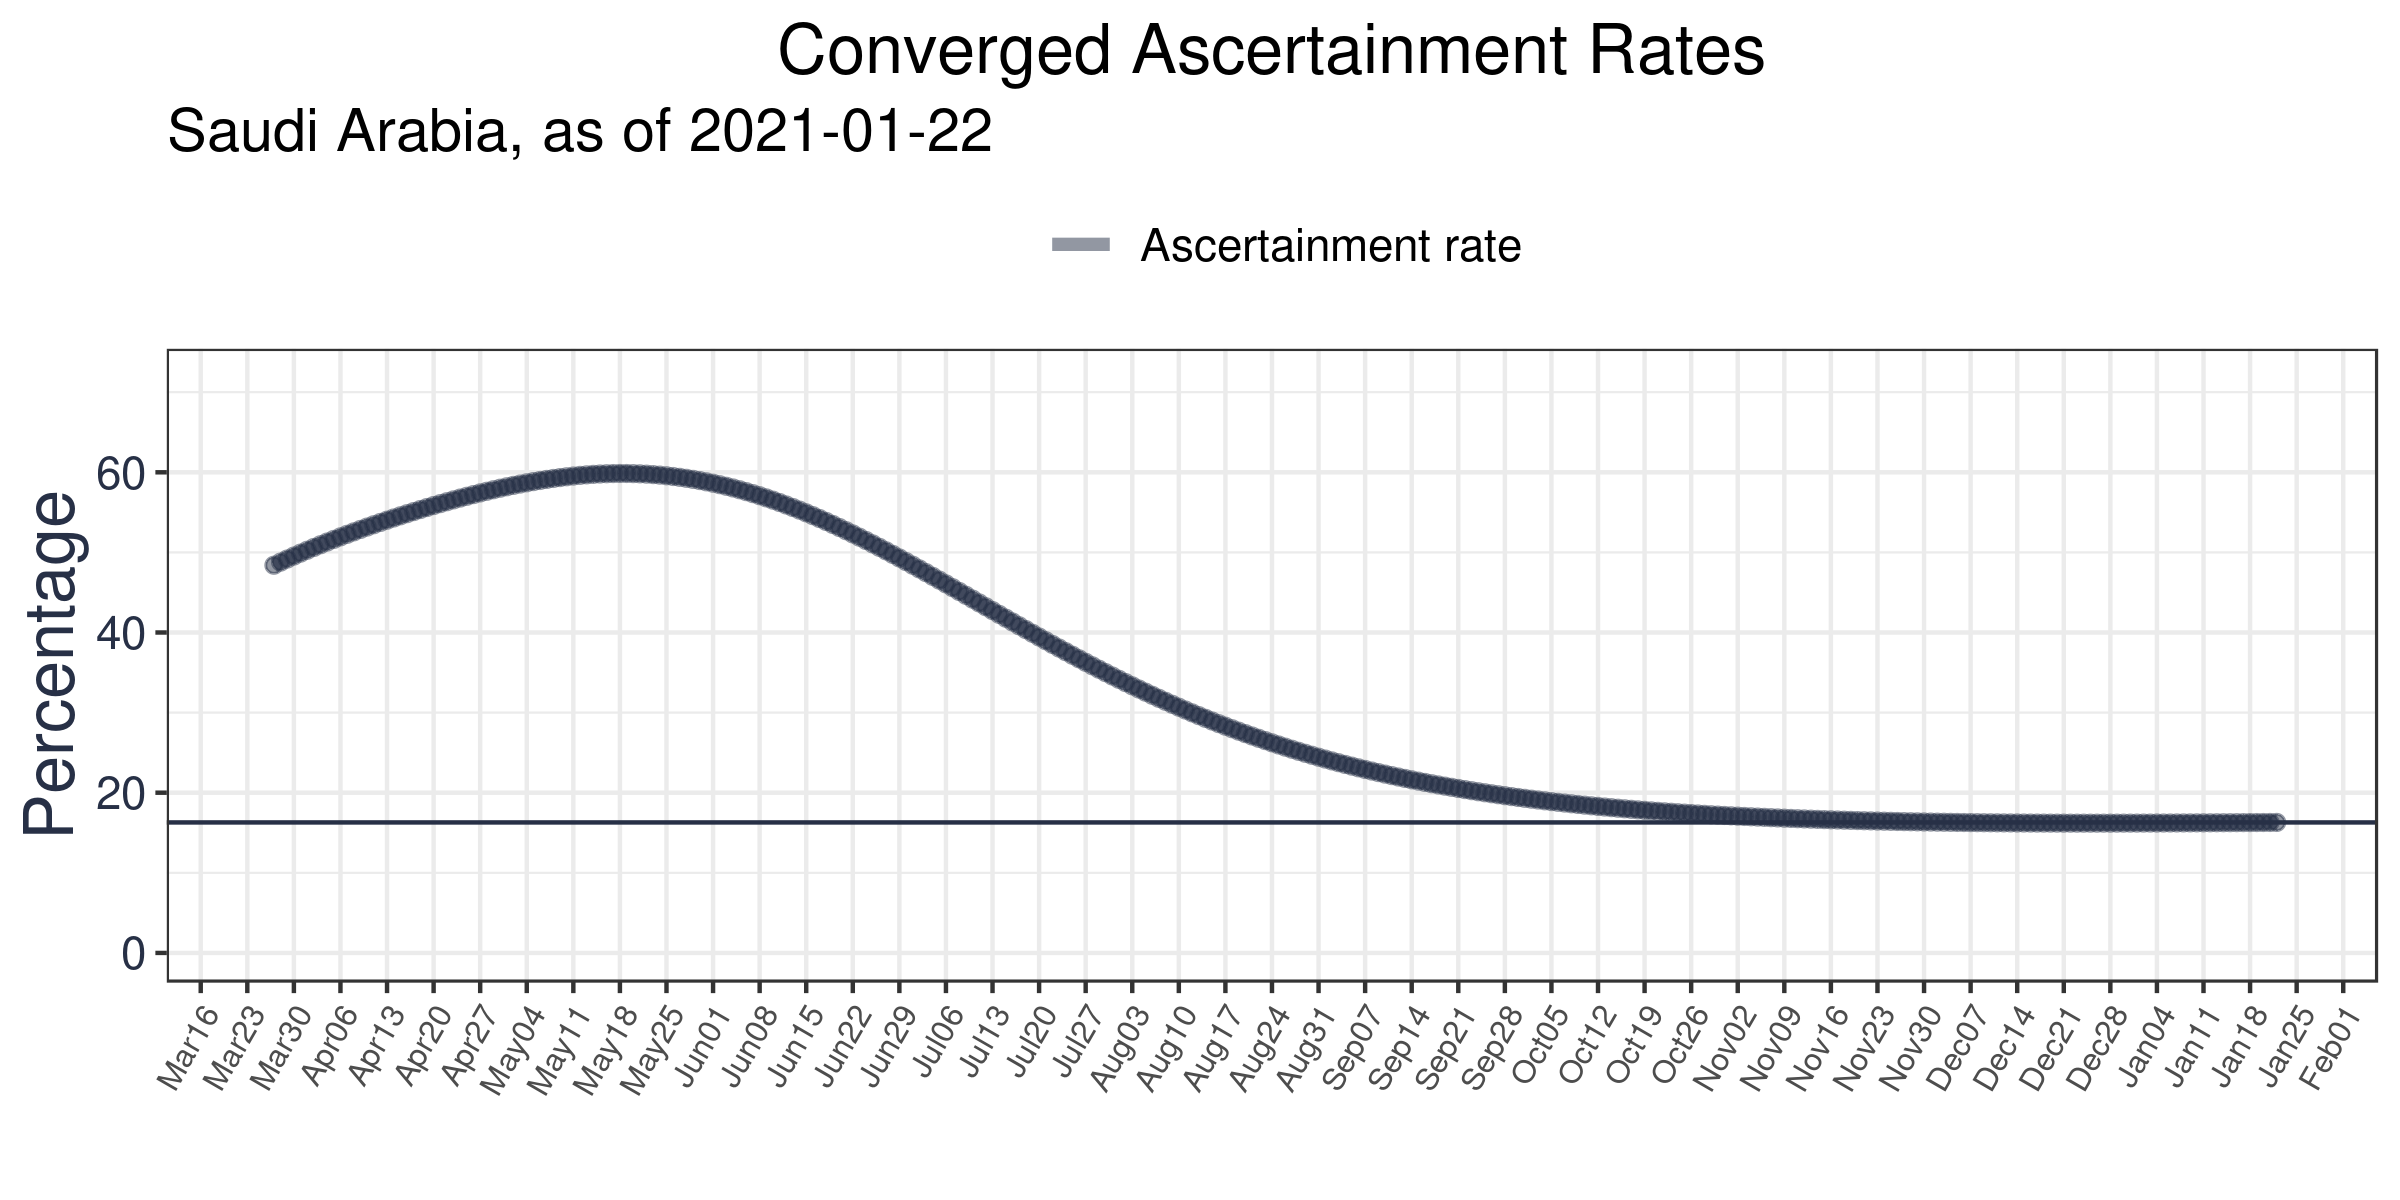 Converged Ascertainment Rates
Saudi Arabia, as of 2021-01-22
Ascertainment rate
Percentage
60
40
20
0
Mar16 Mar23 Mar30 Apr06 Apr13 Apr20 Apr27 May04 May11 May18 May25 Jun01 Jun08 Jun15 Jun22 Jun29 Jul06 Jul13 Jul20 Jul27 Aug03 Aug10 Aug17 Aug24 Aug31 Sep07 Sep14 Sep21 Sep28 Oct05 Oct12 Oct19 Oct26 Nov02 Nov09 Nov16 Nov23 Nov30 Dec07 Dec14 Dec21 Dec28 Jan04 Jan11 Jan18 Jan25 Feb01